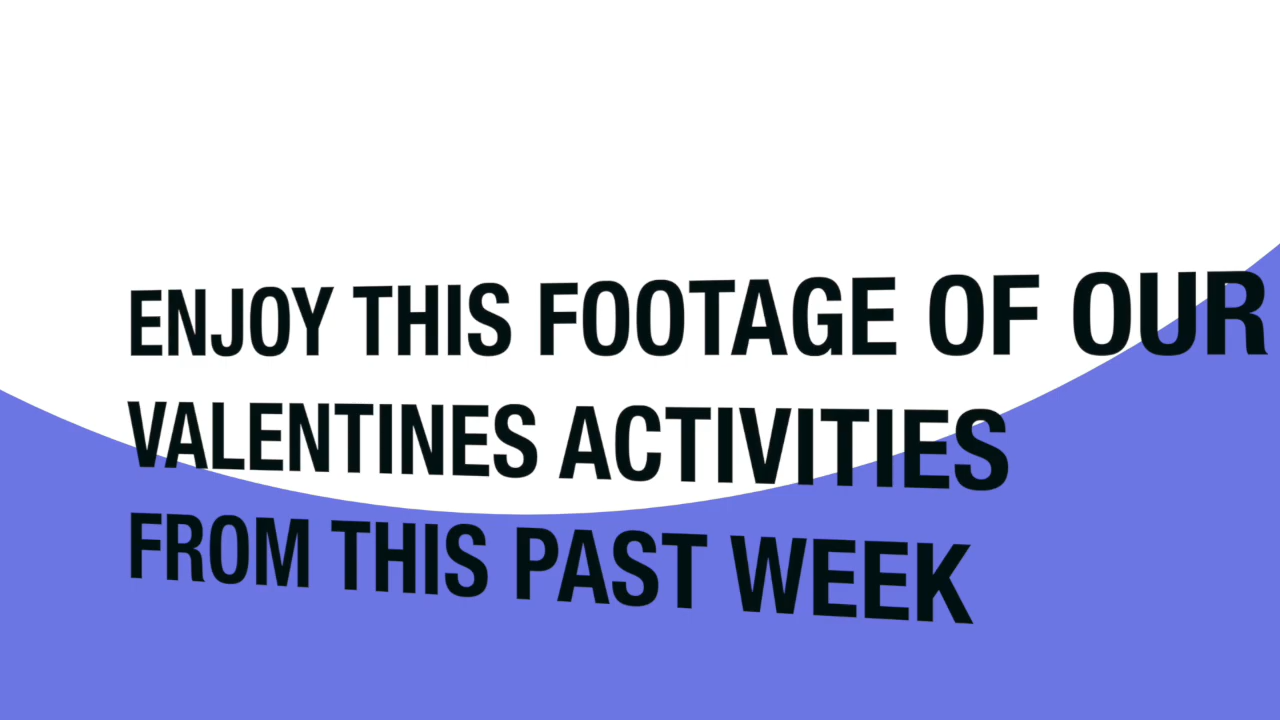 ENJOY THIS FOOTAGE OF OUR
VALENTINES ACTIVITIES
FROM THIS PAST WEEK